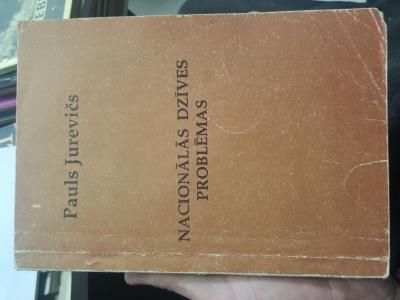 Pauls Jurevičs
NACIONĀLĀS DZĪVES
PROBLĒMAS